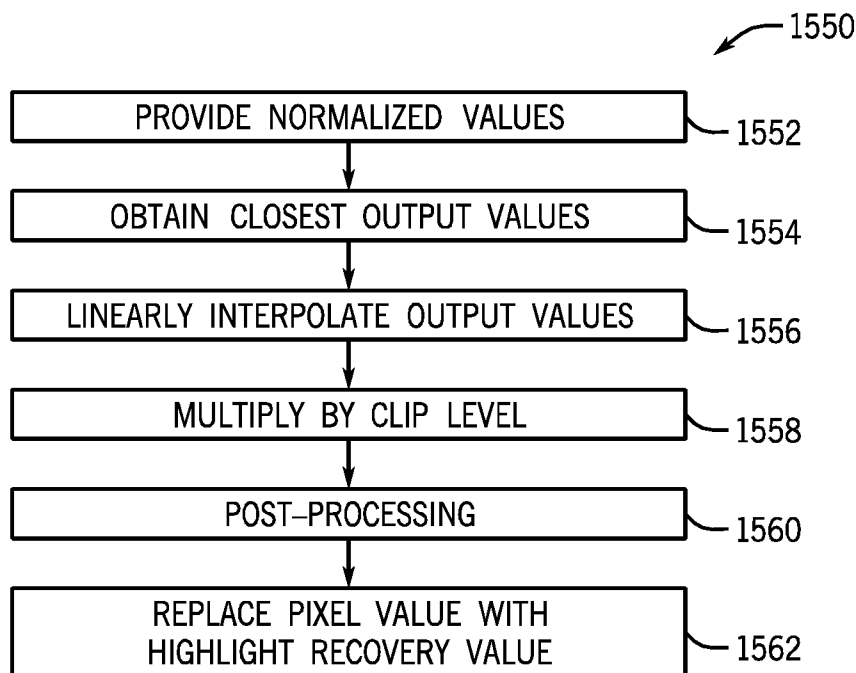 1550
PROVIDE NORMALIZED VALUES
1552
OBTAIN CLOSEST OUTPUT VALUES
1554
LINEARLY INTERPOLATE OUTPUT VALUES
1556
MULTIPLY BY CLIP LEVEL
1558
POST–PROCESSING
1560
REPLACE PIXEL VALUE WITH
HIGHLIGHT RECOVERY VALUE
1562